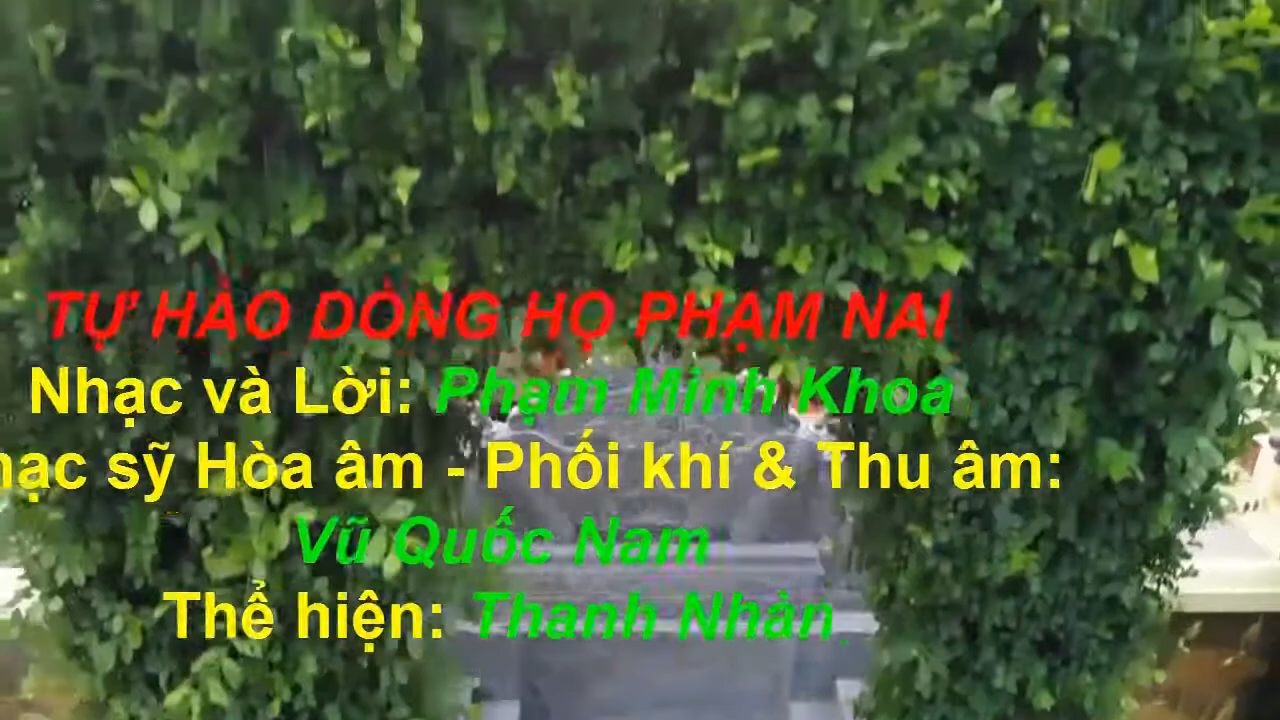 TỰ HÀO DÒNG HỌ PHẠM NAI
Nhạc và Lời: Phạm Minh Khoa
sỹ Hòa âm - Phối khí & Thu âm:
Vũ Quốc Nam
Thể hiện: Thanh Nhàn